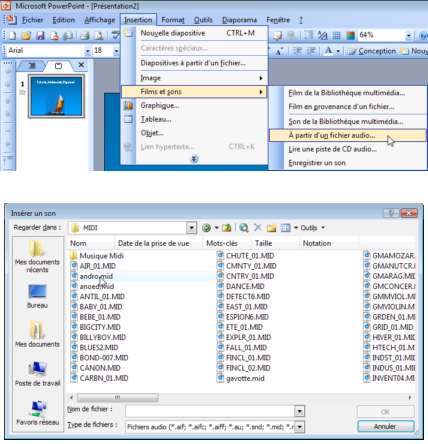 Microsoft PowerPoint - [Présentation2]
Fichier Edition Affichage Insertion Format Outils Diaporama Fenêtre ?
Nouvelle diapositive CTRL+M
64%
Arial 18
Caractères spéciaux...
Conception Nouv
Diapositives à partir d'un fichier...
Image
Films et sons
Film de la Bibliothèque multimédia...
Graphique...
Film en provenance d'un fichier...
Tableau...
Son de la Bibliothèque multimédia...
Objet...
À partir d'un fichier audio...
Lien hypertexte... CTRL+K
Lire une piste de CD audio...
Enregistrer un son
1
Insérer un son
Regarder dans : MIDI Outils
Nom Date de la prise de vue Mots-clés Taille Notation
Mes documents récents
Bureau
Mes documents
Poste de travail
Favoris réseau
Musique Midi CHUTE_01.MID GMAMOZAR.
AIR_01.MID CMNTY_01.MID GMANUTCR.
andro.mid CNTRY_01.MID GMARAG.MID
anoed.mid DANCE.MID GMCONCER.
ANTIL_01.MID DETECT6.MID GMMVIOL.MI
BABY_01.MID EAST_01.MID GMVIOLIN.M
BEBE_01.MID ESPION6.MID GRDEN_01.M
BIGCITY.MID ETE_01.MID GRID_01.MID
BILLYBOY.MID EXPLR_01.MID HIVER_01.MID
BLUES2.MID FALL_01.MID HTECH_01.M
BOND-007.MID FINCL_01.MID INDST_01.MI
CANON.MID FINCL_02.MID INDUS_01.MI
CARBN_01.MID gavotte.mid INVENT04.MI
Nom de fichier : OK
Type de fichiers : Fichiers audio (*.aif; *.aifc; *.aiff; *.au; *.snd; *.mid; *.r Annuler